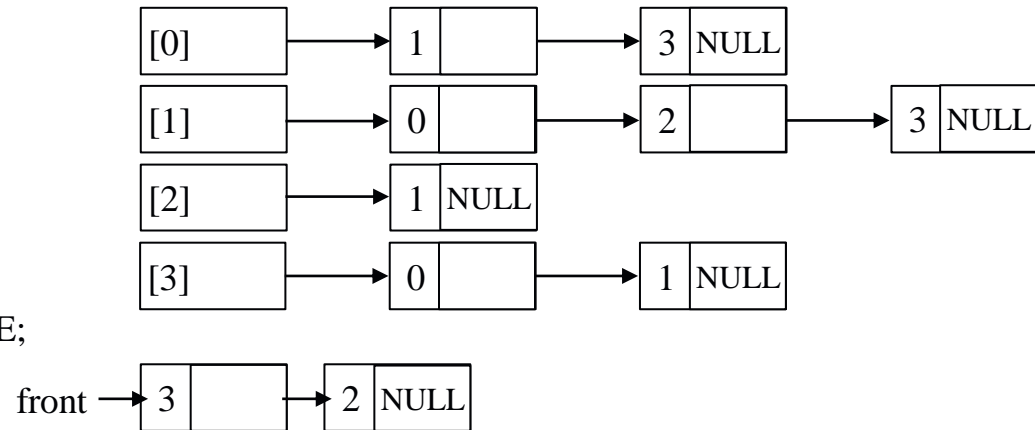 [0] 1 3 NULL
[1] 0 2 3 NULL
[2] 1 NULL
[3] 0 1 NULL
E;
front 3 2 NULL